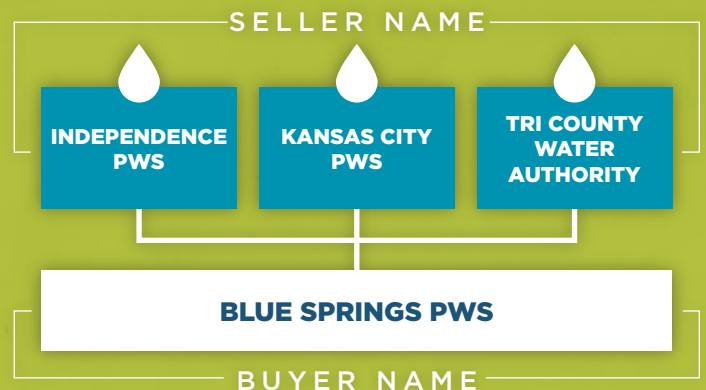 SELLER NAME
INDEPENDENCE
PWS
KANSAS CITY
PWS
TRI COUNTY
WATER
AUTHORITY
BLUE SPRINGS PWS
BUYER NAME